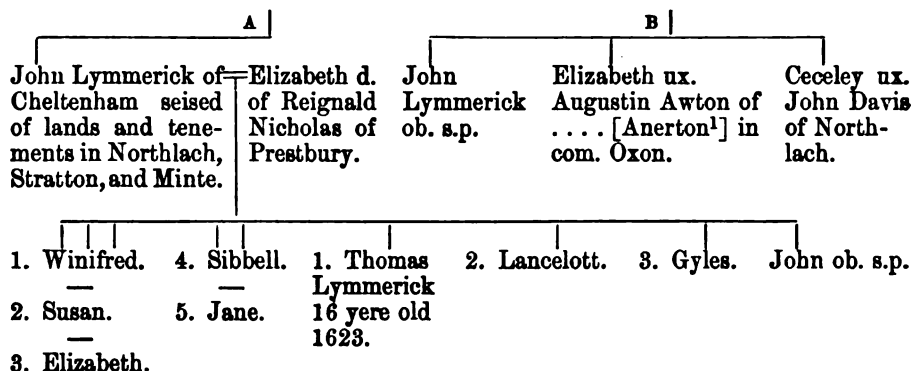 A
B
John Lymmerick of
Cheltenham seised
of lands and tene-
ments in Northlach,
Stratton, and Minte.
Elizabeth d.
of Reignald
Nicholas of
Prestbury.
John
Lymmerick
ob. s.p.
Elizabeth ux.
Augustin Awton of
. . . . [Anerton¹] in
com. Oxon.
Ceceley ux.
John Davis
of North-
lach.
1. Winifred.
2. Susan.
3. Elizabeth.
4. Sibbell.
5. Jane.
1. Thomas
Lymmerick
16 yere old
1623.
2. Lancelott.
3. Gyles.
John ob. s.p.